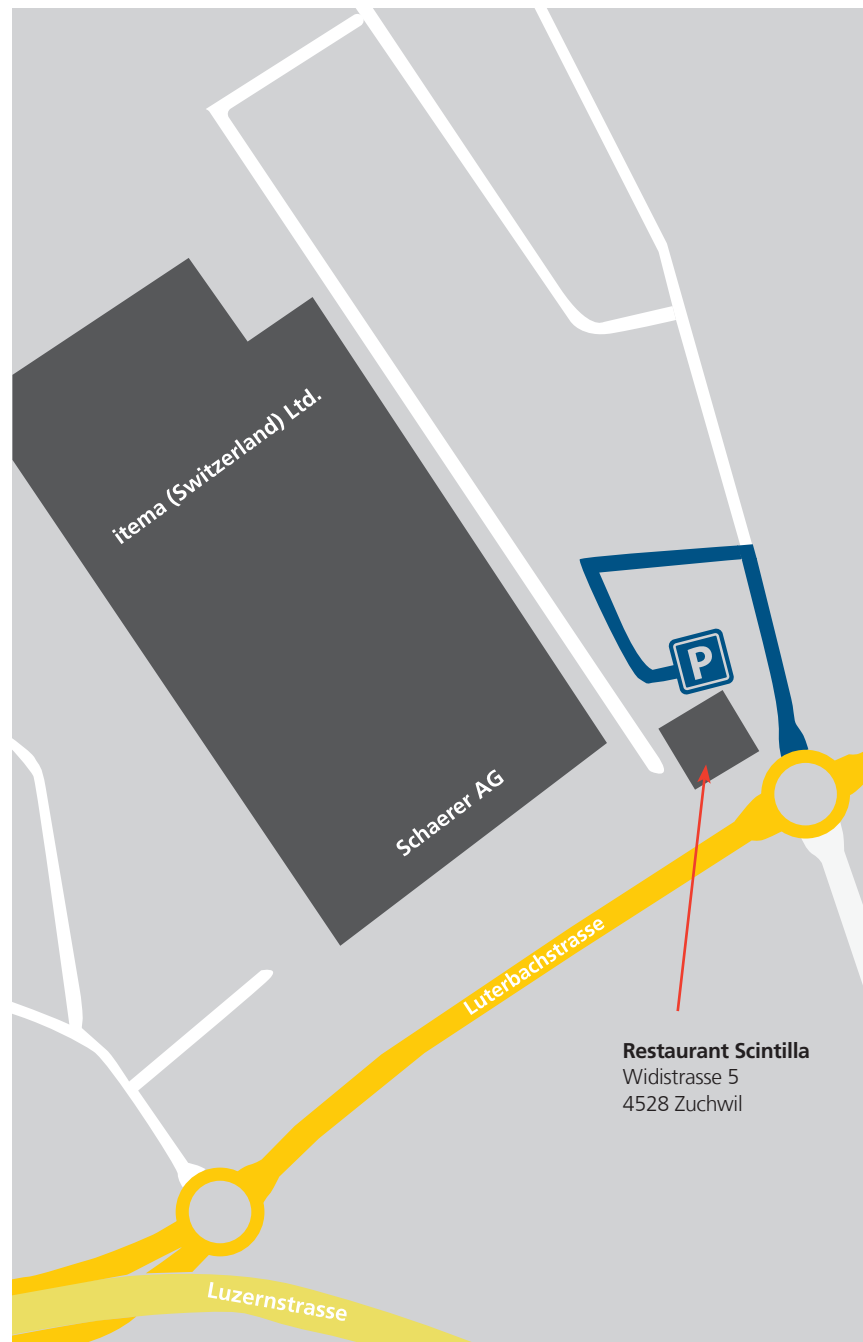 itema (Switzerland) Ltd.
P
Schaerer AG
Luterbachstrasse
Restaurant Scintilla
Widistrasse 5
4528 Zuchwil
Luzernstrasse